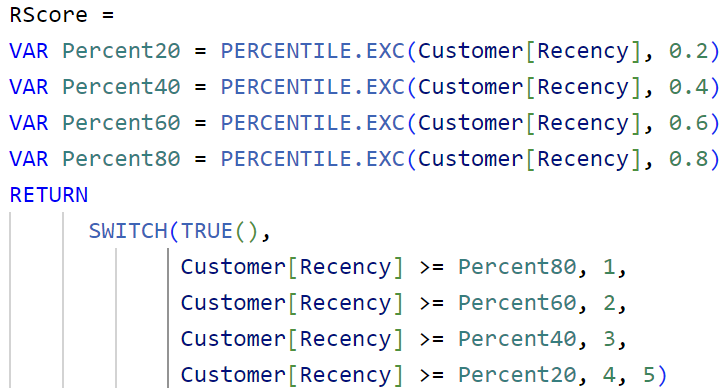 RScore =
VAR Percent20 = PERCENTILE.EXC(Customer[Recency], 0.2)
VAR Percent40 = PERCENTILE.EXC(Customer[Recency], 0.4)
VAR Percent60 = PERCENTILE.EXC(Customer[Recency], 0.6)
VAR Percent80 = PERCENTILE.EXC(Customer[Recency], 0.8)
RETURN
SWITCH(TRUE(),
Customer[Recency] >= Percent80, 1,
Customer[Recency] >= Percent60, 2,
Customer[Recency] >= Percent40, 3,
Customer[Recency] >= Percent20, 4, 5)